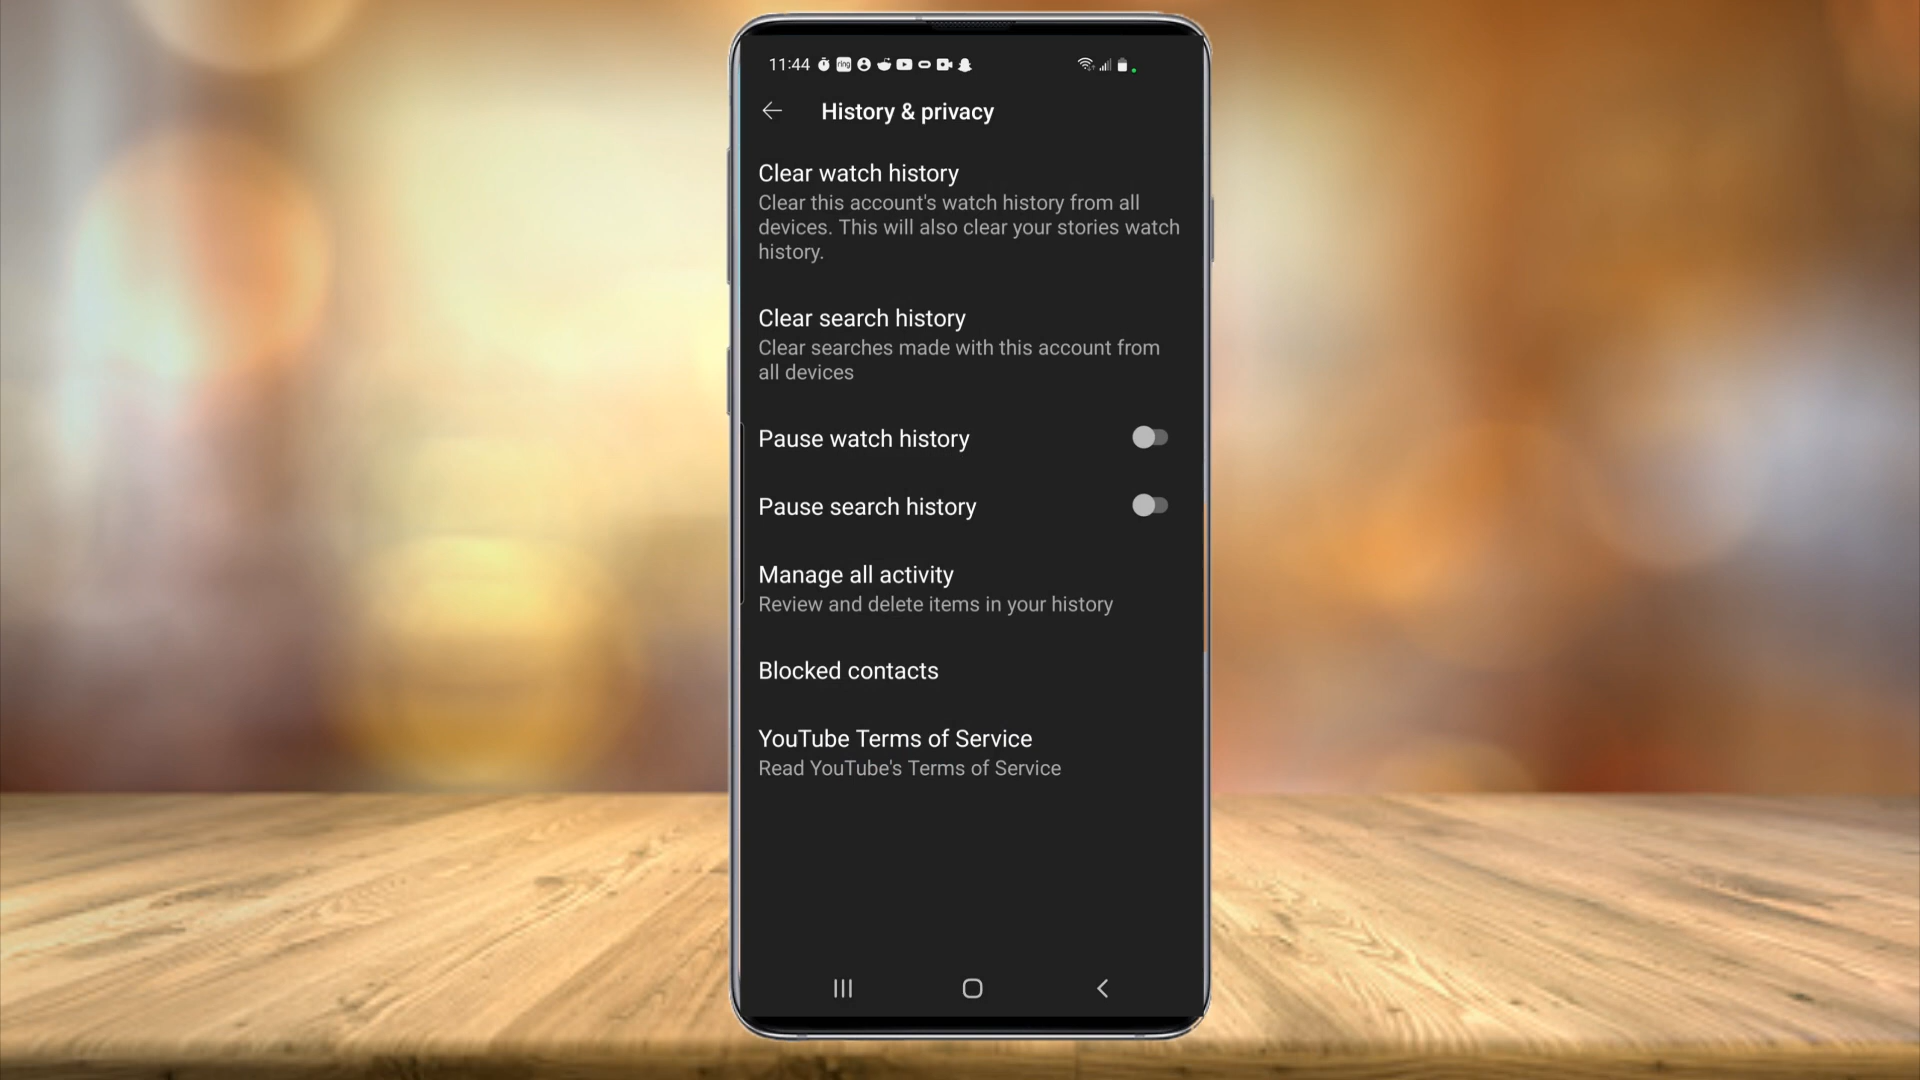 11:44
History & privacy
Clear watch history
Clear this account's watch history from all
devices. This will also clear your stories watch
history.
Clear search history
Clear searches made with this account from
all devices
Pause watch history
Pause search history
Manage all activity
Review and delete items in your history
Blocked contacts
YouTube Terms of Service
Read YouTube's Terms of Service